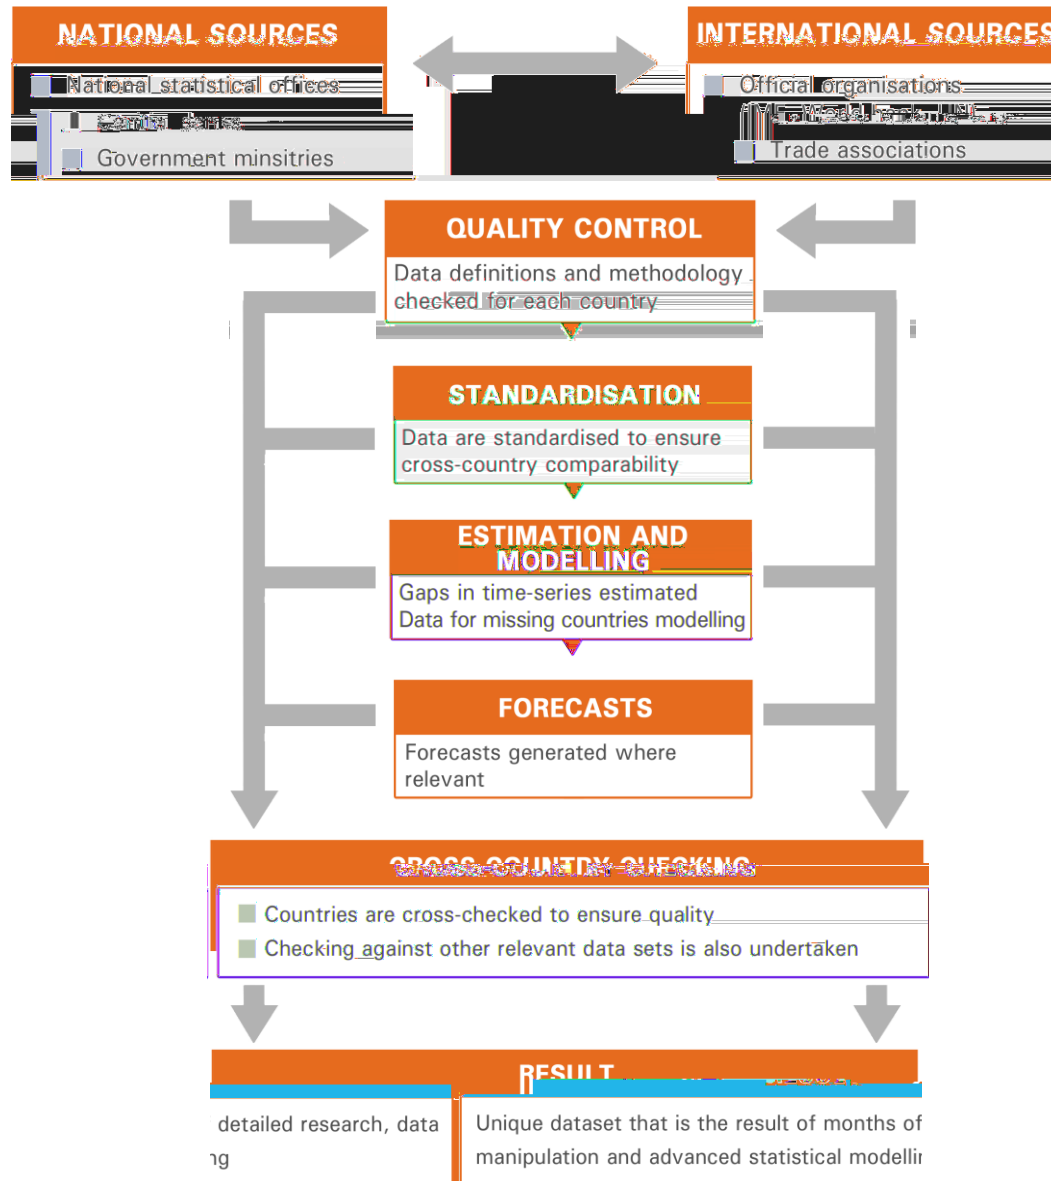 NATIONAL SOURCES
National statistical offices
Government minsitries
INTERNATIONAL SOURCES
Official organisations
Trade associations
QUALITY CONTROL
Data definitions and methodology
checked for each country
STANDARDISATION
Data are standardised to ensure
cross-country comparability
ESTIMATION AND
MODELLING
Gaps in time-series estimated
Data for missing countries modelling
FORECASTS
Forecasts generated where
relevant
CROSS-COUNTRY CHECKING
Countries are cross-checked to ensure quality
Checking against other relevant data sets is also undertaken
RESULT
detailed research, data
Unique dataset that is the result of months of
manipulation and advanced statistical